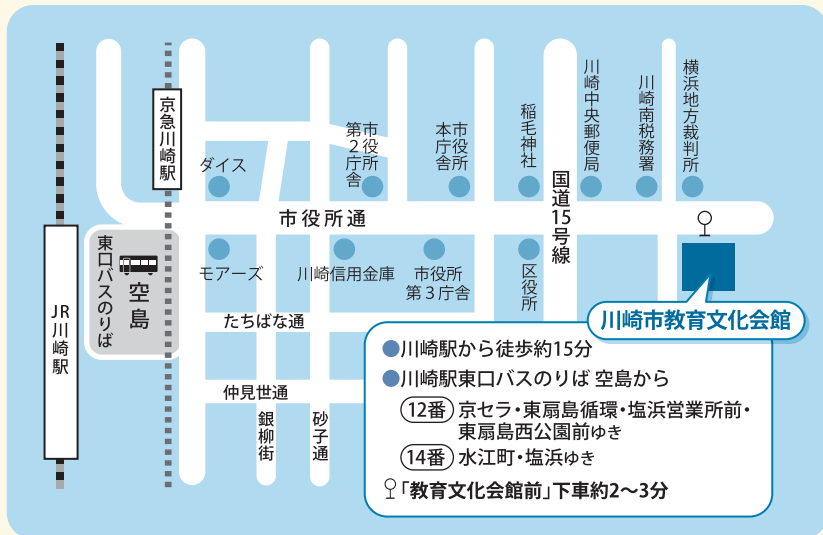 京急川崎駅
JR川崎駅
東口バスのりば
空島
ダイス
市役所
第２庁舎
市役所
本庁舎
稲毛神社
国道15号線
川崎中央郵便局
川崎南税務署
横浜地方裁判所
市役所通
モアーズ
川崎信用金庫
市役所
第３庁舎
区役所
たちばな通
仲見世通
銀柳街
砂子通
川崎市教育文化会館
●川崎駅から徒歩約15分
●川崎駅東口バスのりば 空島から
12番 京セラ・東扇島循環・塩浜営業所前・
東扇島西公園前ゆき
14番 水江町・塩浜ゆき
「教育文化会館前」下車約2〜3分